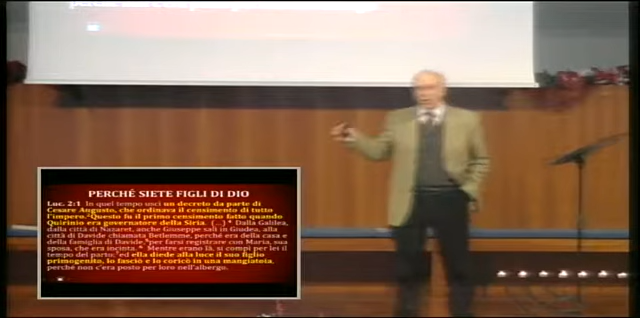 PERCHÉ SIETE FIGLI DI DIO
Luc. 2:1 In quel tempo uscì un decreto da parte di
Cesare Augusto, che ordinava il censimento di tutto
l'impero. ²Questo fu il primo censimento fatto quando
Quirinio era governatore della Siria. (...) ⁴ Dalla Galilea,
dalla città di Nazaret, anche Giuseppe salì in Giudea, alla
città di Davide chiamata Betlemme, perché era della casa e
della famiglia di Davide, ⁵per farsi registrare con Maria, sua
sposa, che era incinta. ⁶ Mentre erano là, si compì per lei il
tempo del parto; ⁷ed ella diede alla luce il suo figlio
primogenito, lo fasciò e lo coricò in una mangiatoia,
perché non c'era posto per loro nell'albergo.